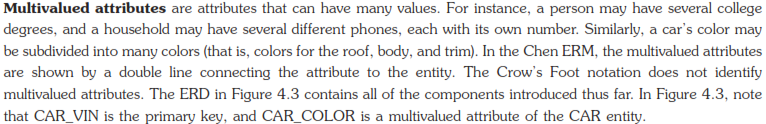 Multivalued attributes are attributes that can have many values. For instance, a person may have several college
degrees, and a household may have several different phones, each with its own number. Similarly, a car's color may
be subdivided into many colors (that is, colors for the roof, body, and trim). In the Chen ERM, the multivalued attributes
are shown by a double line connecting the attribute to the entity. The Crow's Foot notation does not identify
multivalued attributes. The ERD in Figure 4.3 contains all of the components introduced thus far. In Figure 4.3, note
that CAR_VIN is the primary key, and CAR_COLOR is a multivalued attribute of the CAR entity.